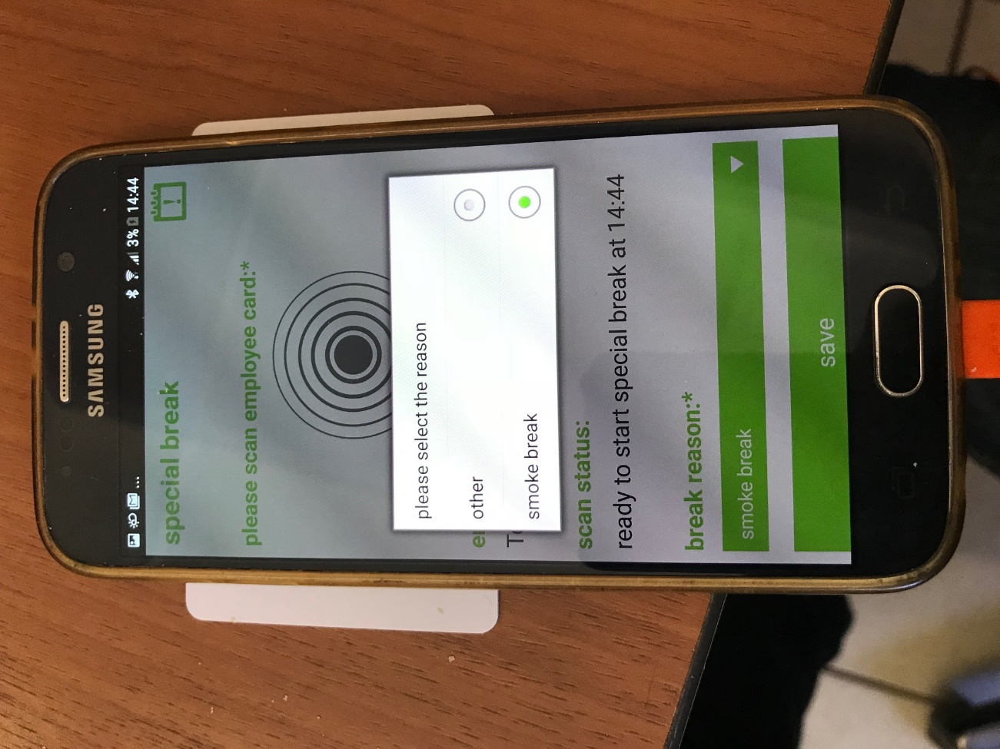 SAMSUNG
3% 14:44
special break
please scan employee card:*
please select the reason
other
smoke break
scan status:
ready to start special break at 14:44
break reason:*
smoke break
save